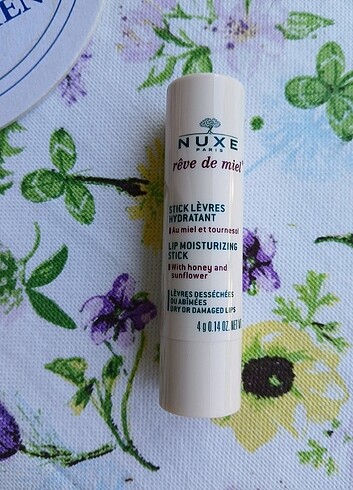 EN
NUXE
PARIS
rêve de miel®
STICK LÈVRES
HYDRATANT
Au miel et tournesol
LIP MOISTURIZING
STICK
With honey and
sunflower
LÈVRES DESSÉCHÉES
OU ABÎMÉES
DRY OR DAMAGED LIPS
4 g 0.14 OZ. NET